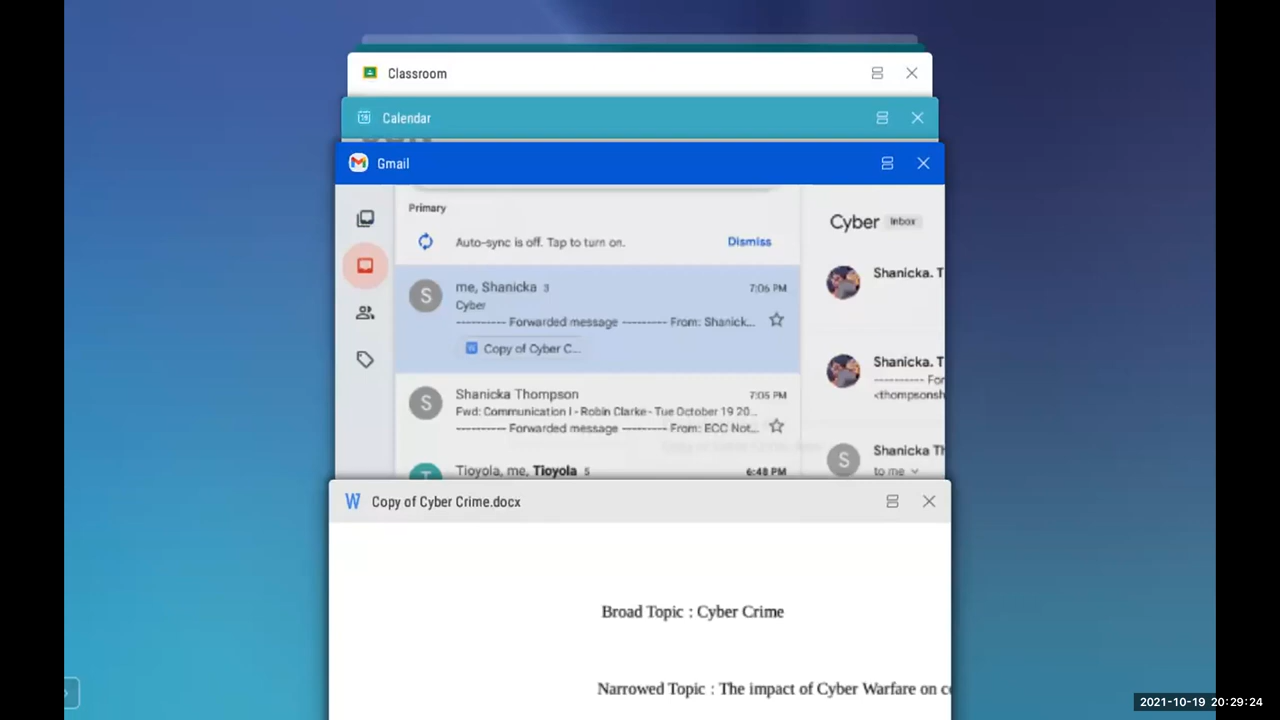 Classroom
Calendar
Gmail
Primary
Cyber Inbox
Auto-sync is off. Tap to turn on. Dismiss
me, Shanicka 3 7:06 PM
Cyber
---------- Forwarded message --------- From: Shanick...
Copy of Cyber C...
Shanicka. T
Shanicka. T
---------- For
<thompsonsh
Shanicka Thompson 7:05 PM
Fwd: Communication I - Robin Clarke - Tue October 19 20...
---------- Forwarded message --------- From: ECC Not...
S
S
S
Shanicka Th
to me
Tioyola, me, Tioyola 5 6:48 PM
Copy of Cyber Crime.docx
Broad Topic : Cyber Crime
Narrowed Topic : The impact of Cyber Warfare on c
2021-10-19 20:29:24